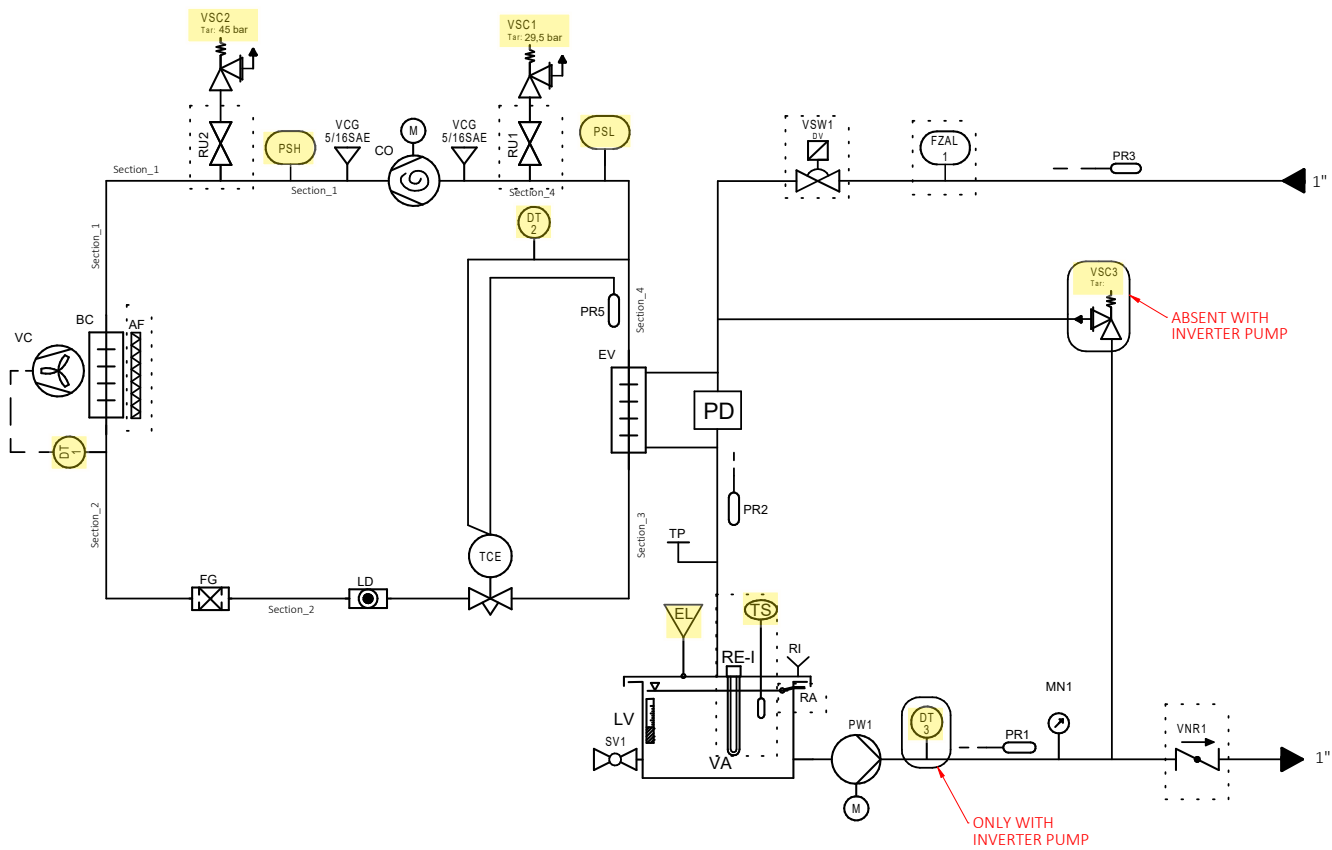 VSC2
Tar: 45 bar
VSC1
Tar: 29,5 bar
RU2
PSH
VCG
5/16SAE
M
CO
VCG
5/16SAE
RU1
PSL
VSW1
DV
FZAL
1
PR3
1"
Section_1
Section_1
Section_4
DT
2
Section_1
Section_4
PR5
VSC3
Tar:
ABSENT WITH
INVERTER PUMP
VC
BC
AF
EV
PD
DT
1
Section_2
Section_3
PR2
TP
TCE
FG
LD
Section_2
EL
TS
RE-I
RI
RA
LV
SV1
VA
PW1
M
DT
3
PR1
MN1
VNR1
1"
ONLY WITH
INVERTER PUMP